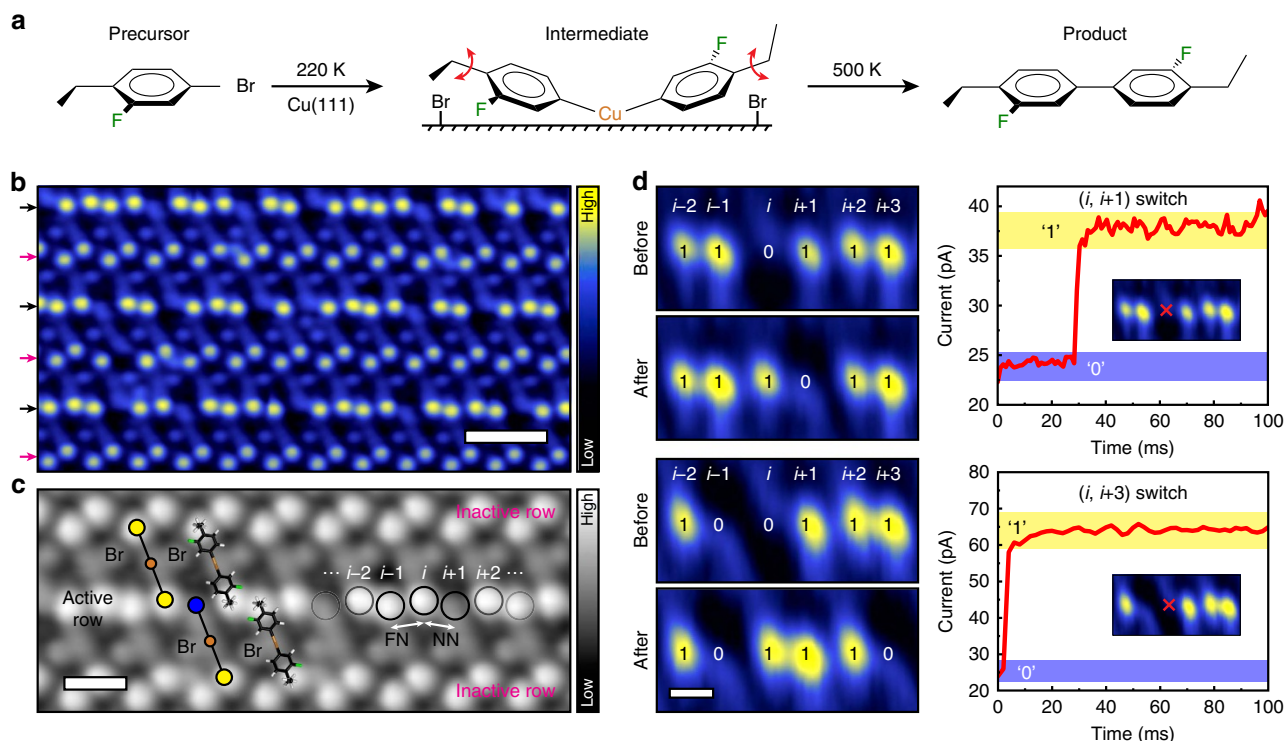 a
Precursor
Intermediate
Product
Br
F
220 K
Cu(111)
F
F
Br
Br
Cu
500 K
F
F
b
High
Low
c
Inactive row
Br
Br
··· i–2 i–1 i i+1 i+2 ···
Active
row
FN NN
Br
Br
Inactive row
High
Low
d
Before
i–2 i–1 i i+1 i+2 i+3
1 1 0 1 1 1
After
1 1 1 0 1 1
Before
i–2 i–1 i i+1 i+2 i+3
1 0 0 1 1 1
After
1 0 1 1 1 0
(i, i+1) switch
'1'
'0'
Current (pA)
40
35
30
25
20
0 20 40 60 80 100
Time (ms)
(i, i+3) switch
'1'
'0'
Current (pA)
80
70
60
50
40
30
20
0 20 40 60 80 100
Time (ms)